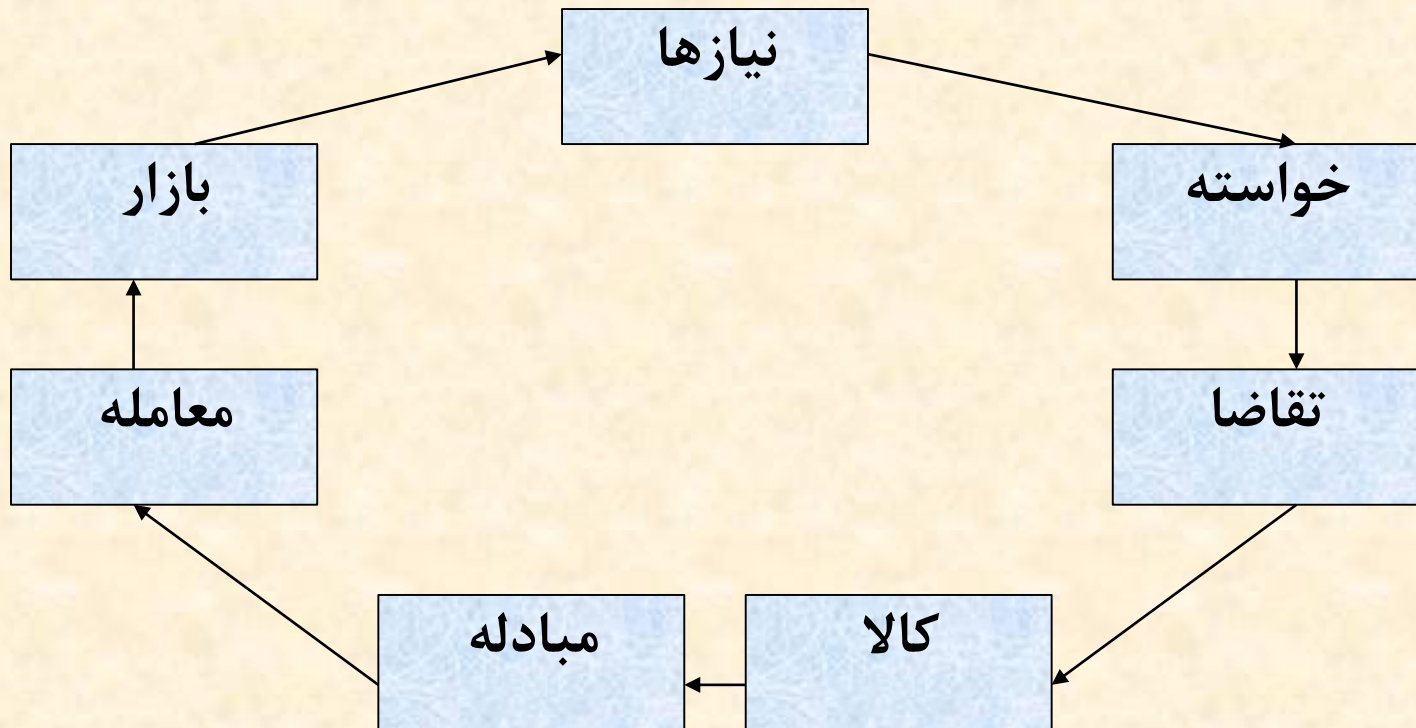 نیازها
خواسته
تقاضا
کالا
مبادله
معامله
بازار